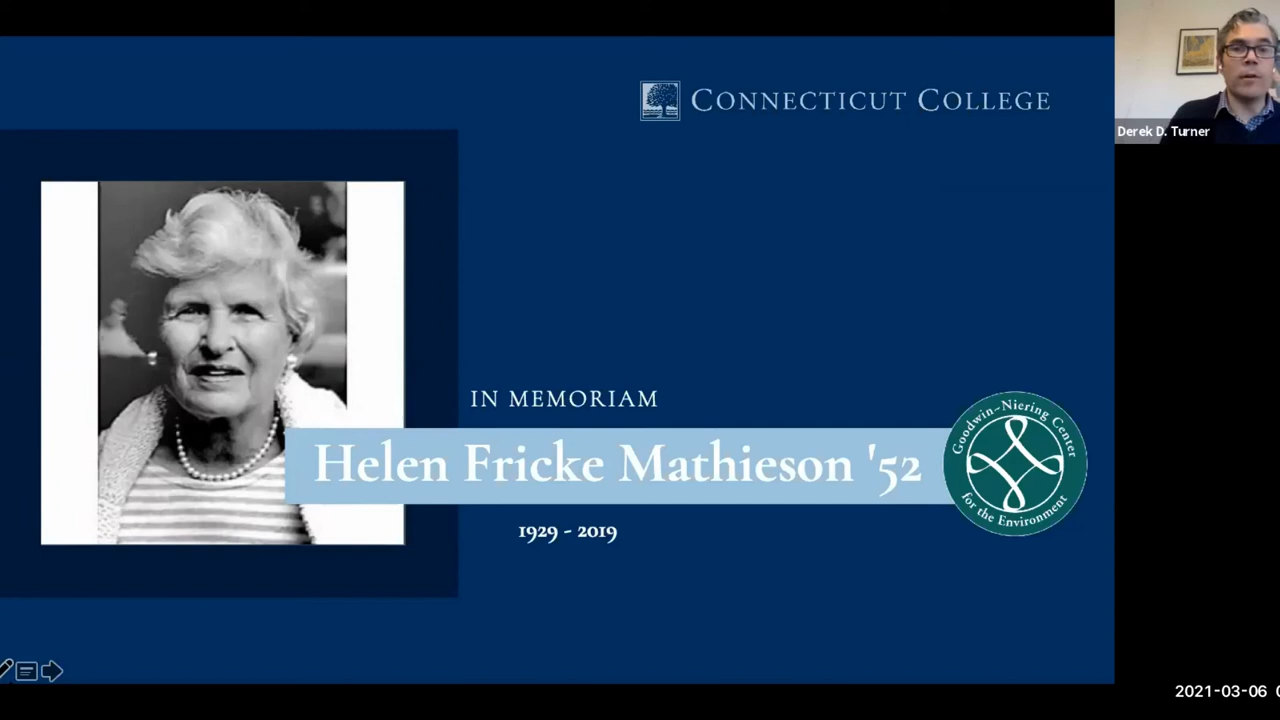 CONNECTICUT COLLEGE
Derek D. Turner
IN MEMORIAM
Helen Fricke Mathieson '52
Goodwin~Niering Center
for the Environment
1929 - 2019
2021-03-06